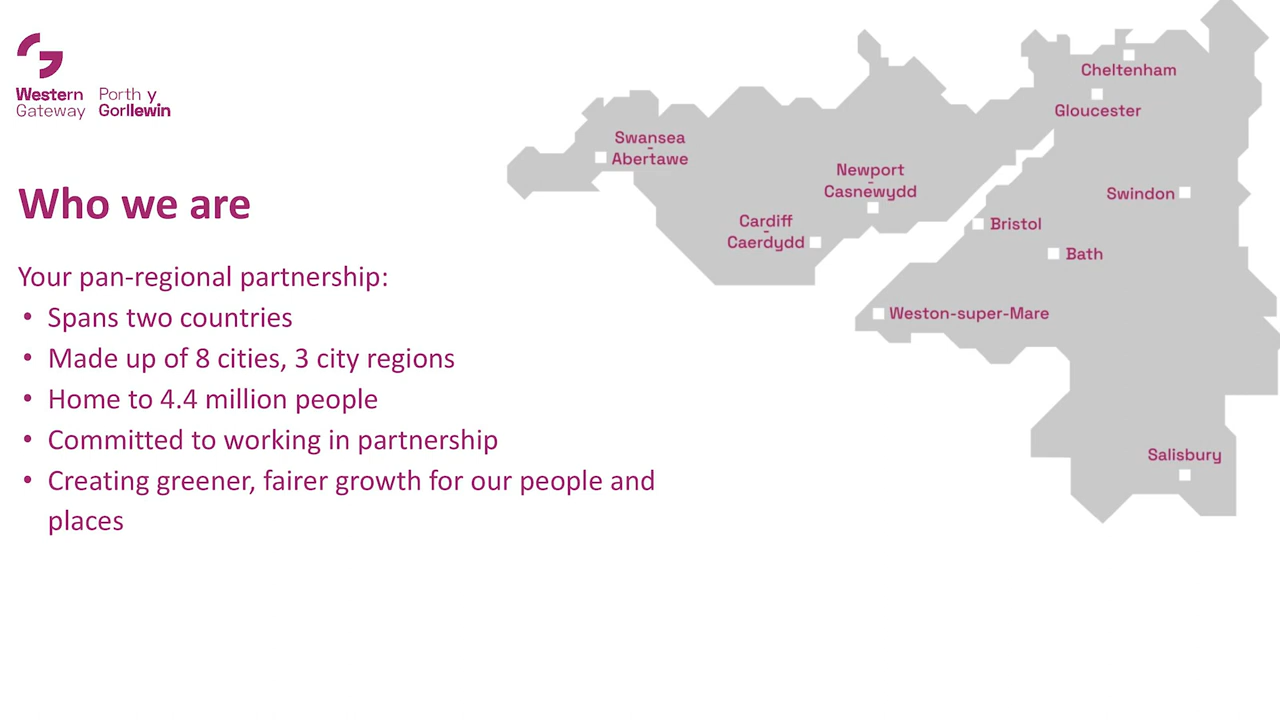 Western Porth y
Gateway Gorllewin
Who we are
Your pan-regional partnership:
• Spans two countries
• Made up of 8 cities, 3 city regions
• Home to 4.4 million people
• Committed to working in partnership
• Creating greener, fairer growth for our people and
places
Cheltenham
Gloucester
Swansea
-
Abertawe
Newport
-
Casnewydd
Swindon
Cardiff
-
Caerdydd
Bristol
Bath
Weston-super-Mare
Salisbury